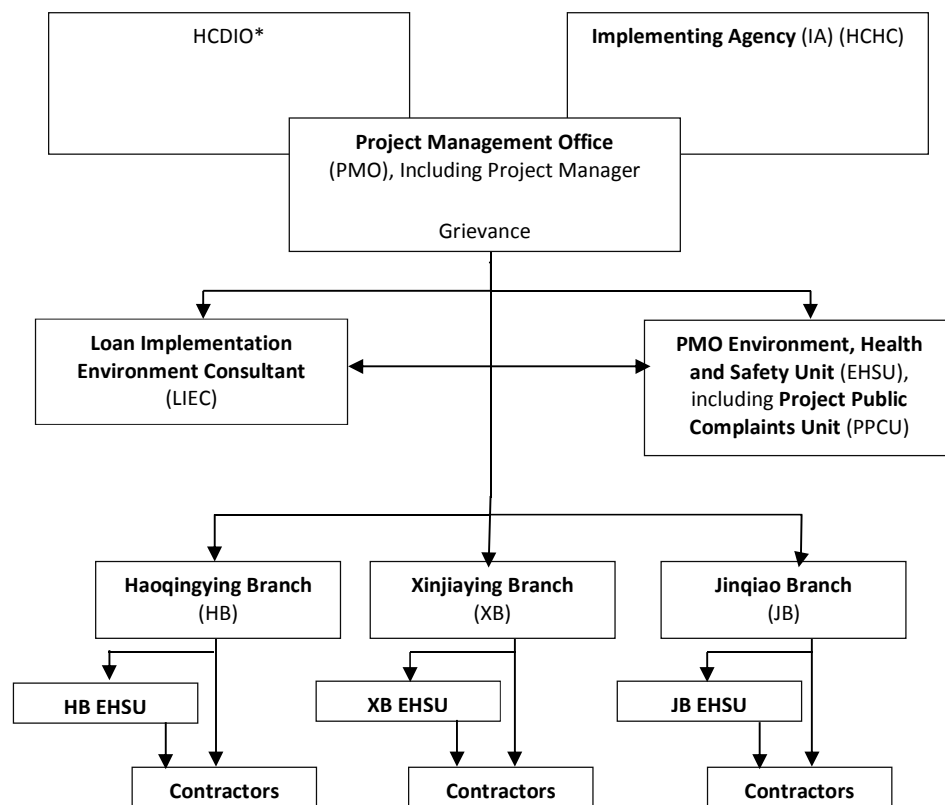 HCDIO*
Implementing Agency (IA) (HCHC)
Project Management Office
(PMO), Including Project Manager
Grievance
Loan Implementation
Environment Consultant
(LIEC)
PMO Environment, Health
and Safety Unit (EHSU),
including Project Public
Complaints Unit (PPCU)
Haoqingying Branch
(HB)
Xinjiaying Branch
(XB)
Jinqiao Branch
(JB)
HB EHSU
XB EHSU
JB EHSU
Contractors
Contractors
Contractors